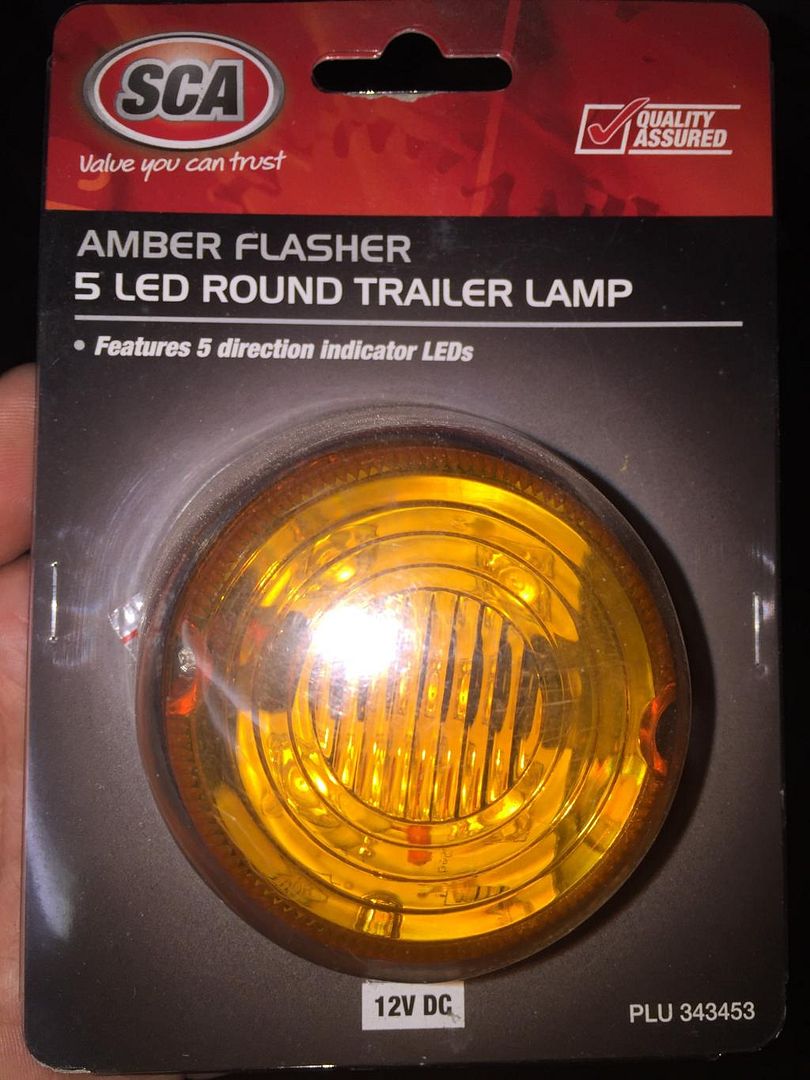 SCA
Value you can trust
QUALITY
ASSURED
AMBER FLASHER
5 LED ROUND TRAILER LAMP
• Features 5 direction indicator LEDs
12V DC
PLU 343453